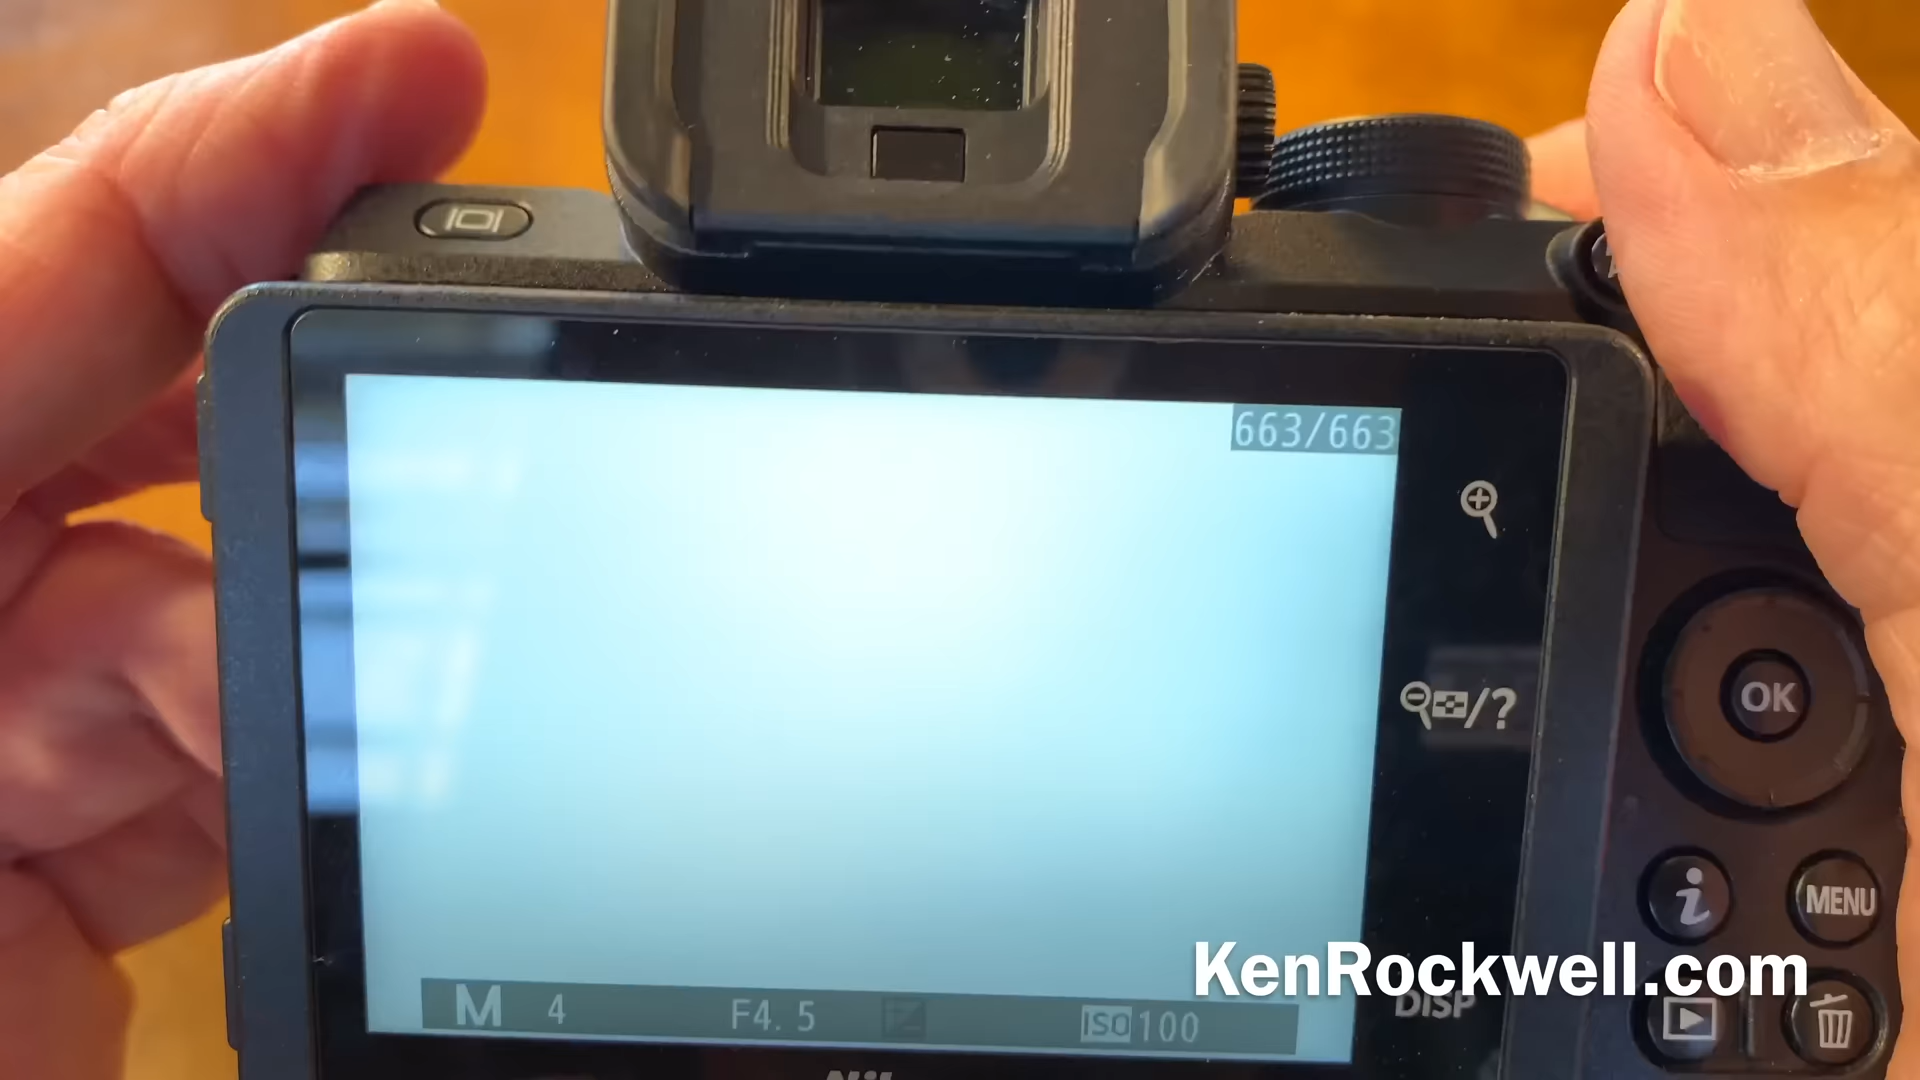 663/663
OK
/?
i
MENU
KenRockwell.com
DISP
M 4 F4.5 ISO 100